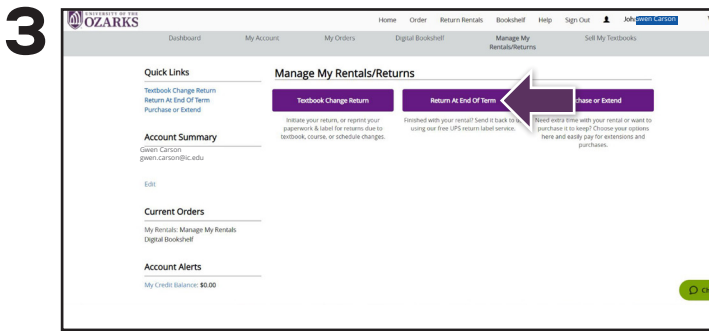 3
UNIVERSITY OF THE
OZARKS
Home Order Return Rentals Bookshelf Help Sign Out Gwen Carson
Dashboard My Account My Orders Digital Bookshelf Manage My Rentals/Returns Sell My Textbooks
Quick Links
Textbook Change Return
Return At End Of Term
Purchase or Extend
Account Summary
Gwen Carson
gwen.carson@ic.edu
Edit
Current Orders
My Rentals: Manage My Rentals
Digital Bookshelf
Account Alerts
My Credit Balance: $0.00
Manage My Rentals/Returns
Textbook Change Return
Initiate your return, or reprint your
paperwork & label for returns due to
textbook, course, or schedule changes.
Return At End Of Term
Finished with your rental? Send it back to
using our free UPS return label service.
chase or Extend
Need extra time with your rental or want to
purchase it to keep? Choose your options
here and easily pay for extensions and
purchases.